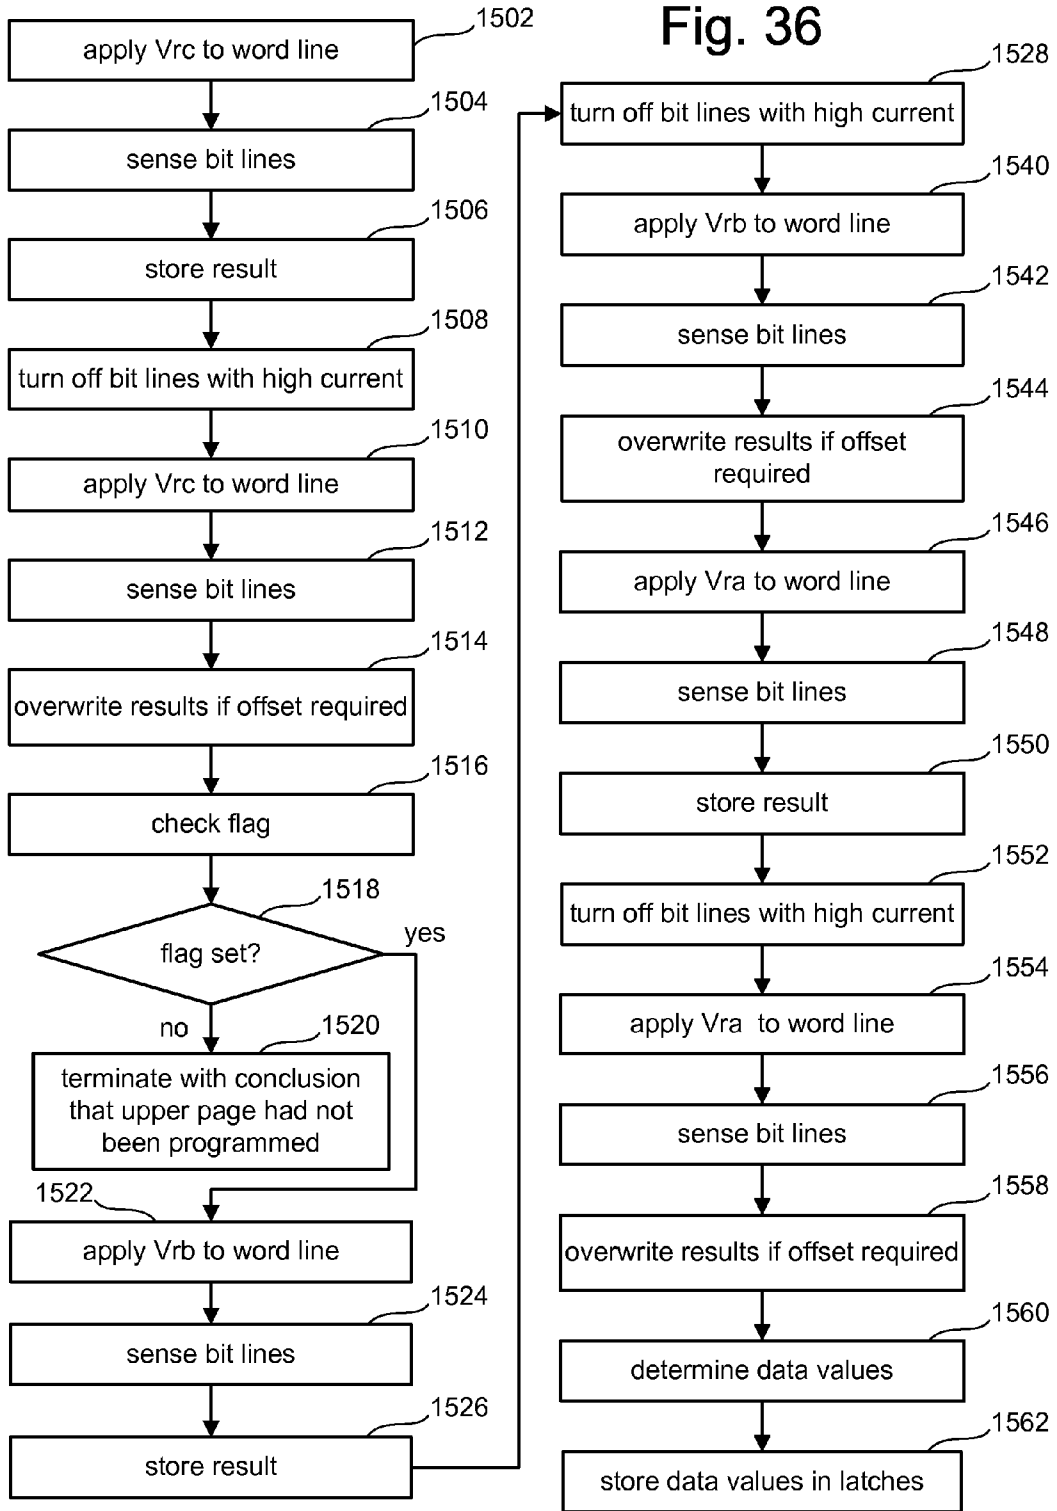 Fig. 36
1502
apply Vrc to word line
1504
sense bit lines
1506
store result
1508
turn off bit lines with high current
1510
apply Vrc to word line
1512
sense bit lines
1514
overwrite results if offset required
1516
check flag
1518
flag set?
yes
no
1520
terminate with conclusion
that upper page had not
been programmed
1522
apply Vrb to word line
1524
sense bit lines
1526
store result
1528
turn off bit lines with high current
1540
apply Vrb to word line
1542
sense bit lines
1544
overwrite results if offset
required
1546
apply Vra to word line
1548
sense bit lines
1550
store result
1552
turn off bit lines with high current
1554
apply Vra to word line
1556
sense bit lines
1558
overwrite results if offset required
1560
determine data values
1562
store data values in latches